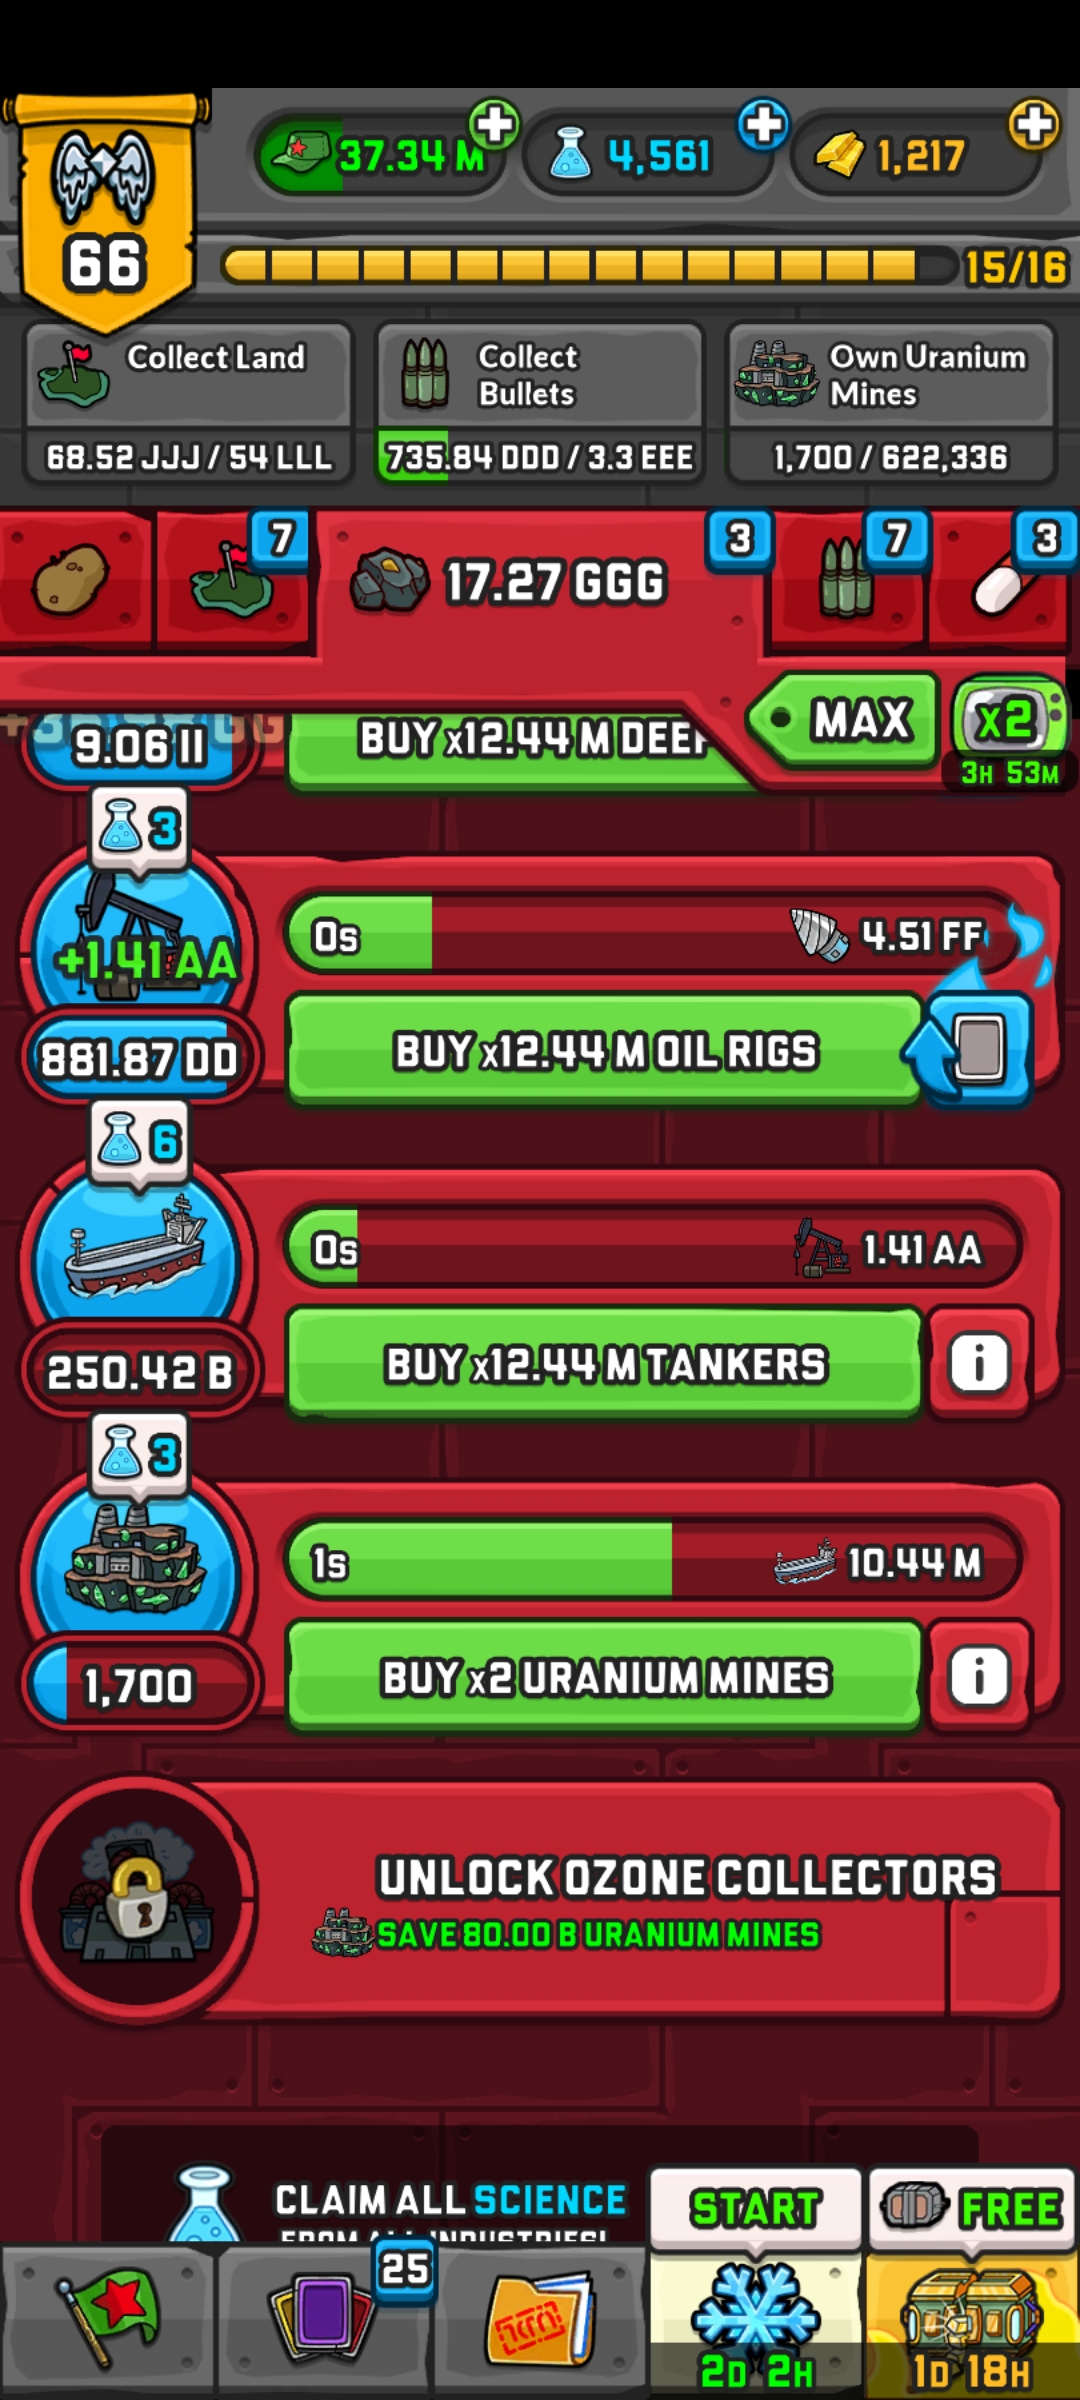 37.34 M
4,561
1,217
66
15/16
Collect Land
68.52 JJJ / 54 LLL
Collect
Bullets
735.84 DDD / 3.3 EEE
Own Uranium
Mines
1,700 / 622,336
7
17.27 GGG
3
7
3
MAX
x2
3H 53M
9.06 II
BUY x12.44 M DEEP
3
+1.41 AA
0s
4.51 FF
881.87 DD
BUY x12.44 M OIL RIGS
6
0s
1.41 AA
250.42 B
BUY x12.44 M TANKERS
i
3
1s
10.44 M
1,700
BUY x2 URANIUM MINES
i
UNLOCK OZONE COLLECTORS
SAVE 80.00 B URANIUM MINES
CLAIM ALL SCIENCE
FROM ALL INDUSTRIES!
START
FREE
25
2D 2H
1D 18H